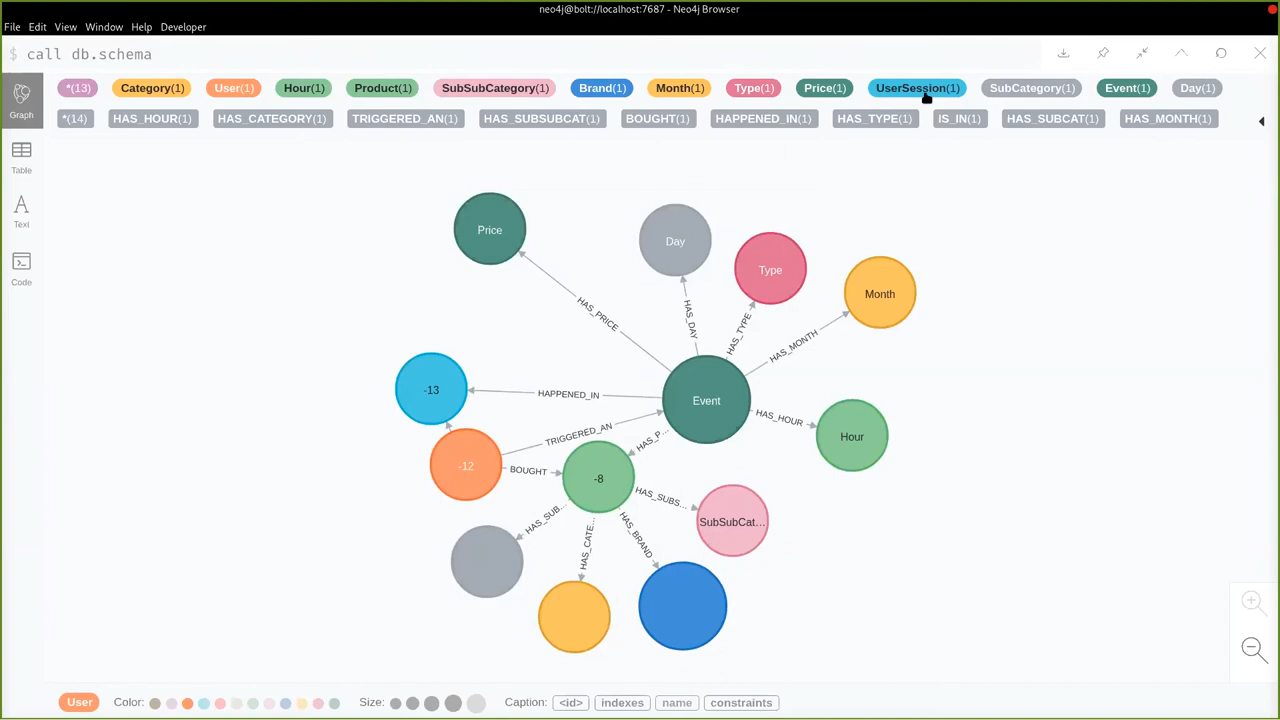 neo4j@bolt://localhost:7687 - Neo4j Browser
File Edit View Window Help Developer
$ call db.schema
*(13) Category(1) User(1) Hour(1) Product(1) SubSubCategory(1) Brand(1) Month(1) Type(1) Price(1) UserSession(1) SubCategory(1) Event(1) Day(1)
*(14) HAS_HOUR(1) HAS_CATEGORY(1) TRIGGERED_AN(1) HAS_SUBSUBCAT(1) BOUGHT(1) HAPPENED_IN(1) HAS_TYPE(1) IS_IN(1) HAS_SUBCAT(1) HAS_MONTH(1)
Graph
Table
Text
Code
Price
Day
Type
Month
HAS_PRICE
HAS_DAY
HAS_TYPE
HAS_MONTH
-13
HAPPENED_IN
Event
HAS_HOUR
Hour
TRIGGERED_AN
HAS_P...
-12
BOUGHT
-8
HAS_SUBS...
SubSubCat...
HAS_SUB...
HAS_CATE...
HAS_BRAND
User Color: Size: Caption: <id> indexes name constraints